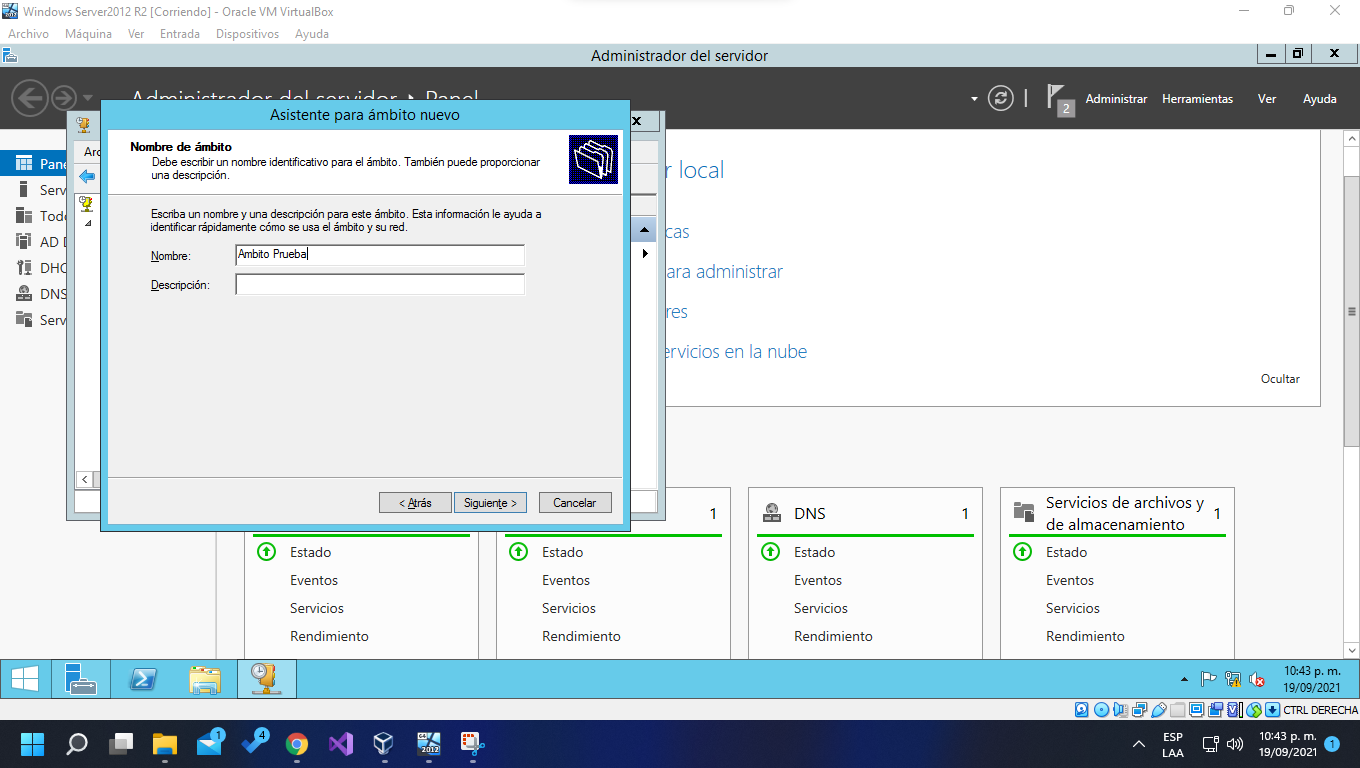 Windows Server2012 R2 [Corriendo] - Oracle VM VirtualBox
Archivo Máquina Ver Entrada Dispositivos Ayuda
Administrador del servidor
Administrador del servidor Panel
2 Administrar Herramientas Ver Ayuda
Asistente para ámbito nuevo
Nombre de ámbito
Debe escribir un nombre identificativo para el ámbito. También puede proporcionar
una descripción.
Escriba un nombre y una descripción para este ámbito. Esta información le ayuda a
identificar rápidamente cómo se usa el ámbito y su red.
Nombre: Ambito Prueba
Descripción:
< Atrás Siguiente > Cancelar
Arc
Pane
Serv
Todo
AD D
DHC
DNS
Serv
r local
cas
ara administrar
res
ervicios en la nube
Ocultar
1
DNS 1
Servicios de archivos y
de almacenamiento 1
Estado Estado Estado Estado
Eventos Eventos Eventos Eventos
Servicios Servicios Servicios Servicios
Rendimiento Rendimiento Rendimiento Rendimiento
10:43 p. m.
19/09/2021
CTRL DERECHA
1 4 2012
ESP
LAA
10:43 p. m.
19/09/2021
1